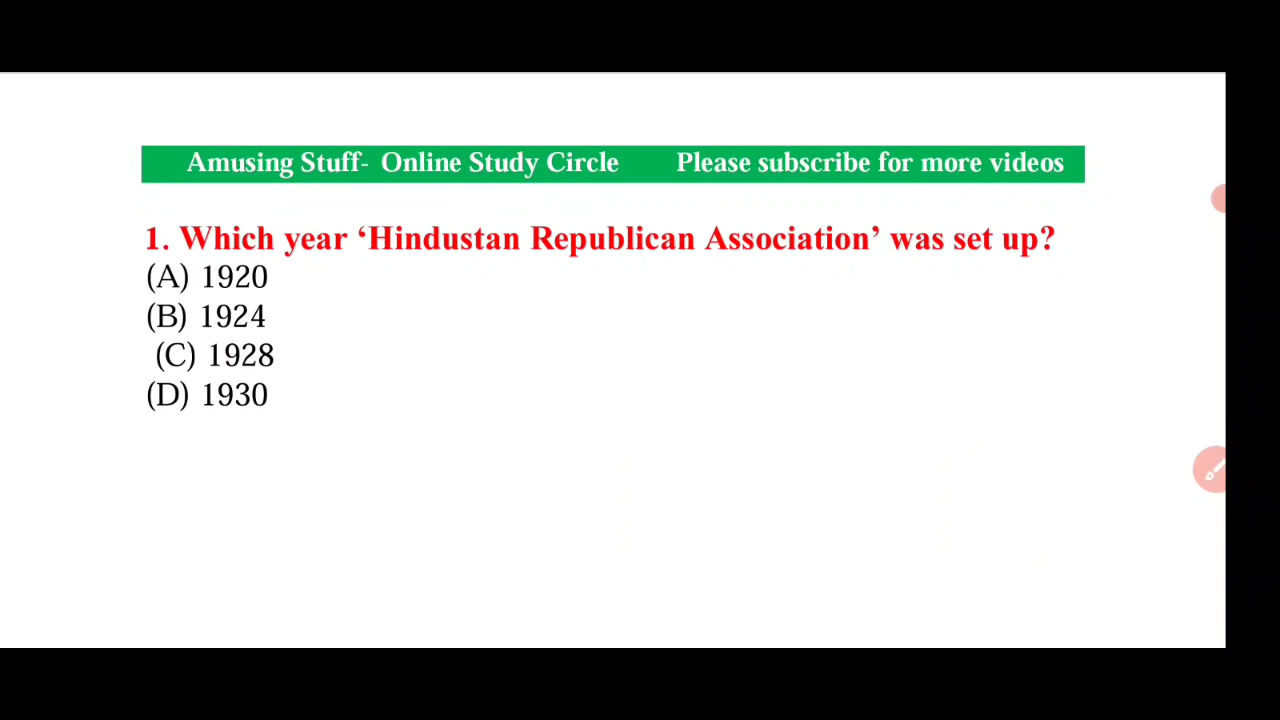 Amusing Stuff- Online Study Circle Please subscribe for more videos
1. Which year ‘Hindustan Republican Association’ was set up?
(A) 1920
(B) 1924
(C) 1928
(D) 1930